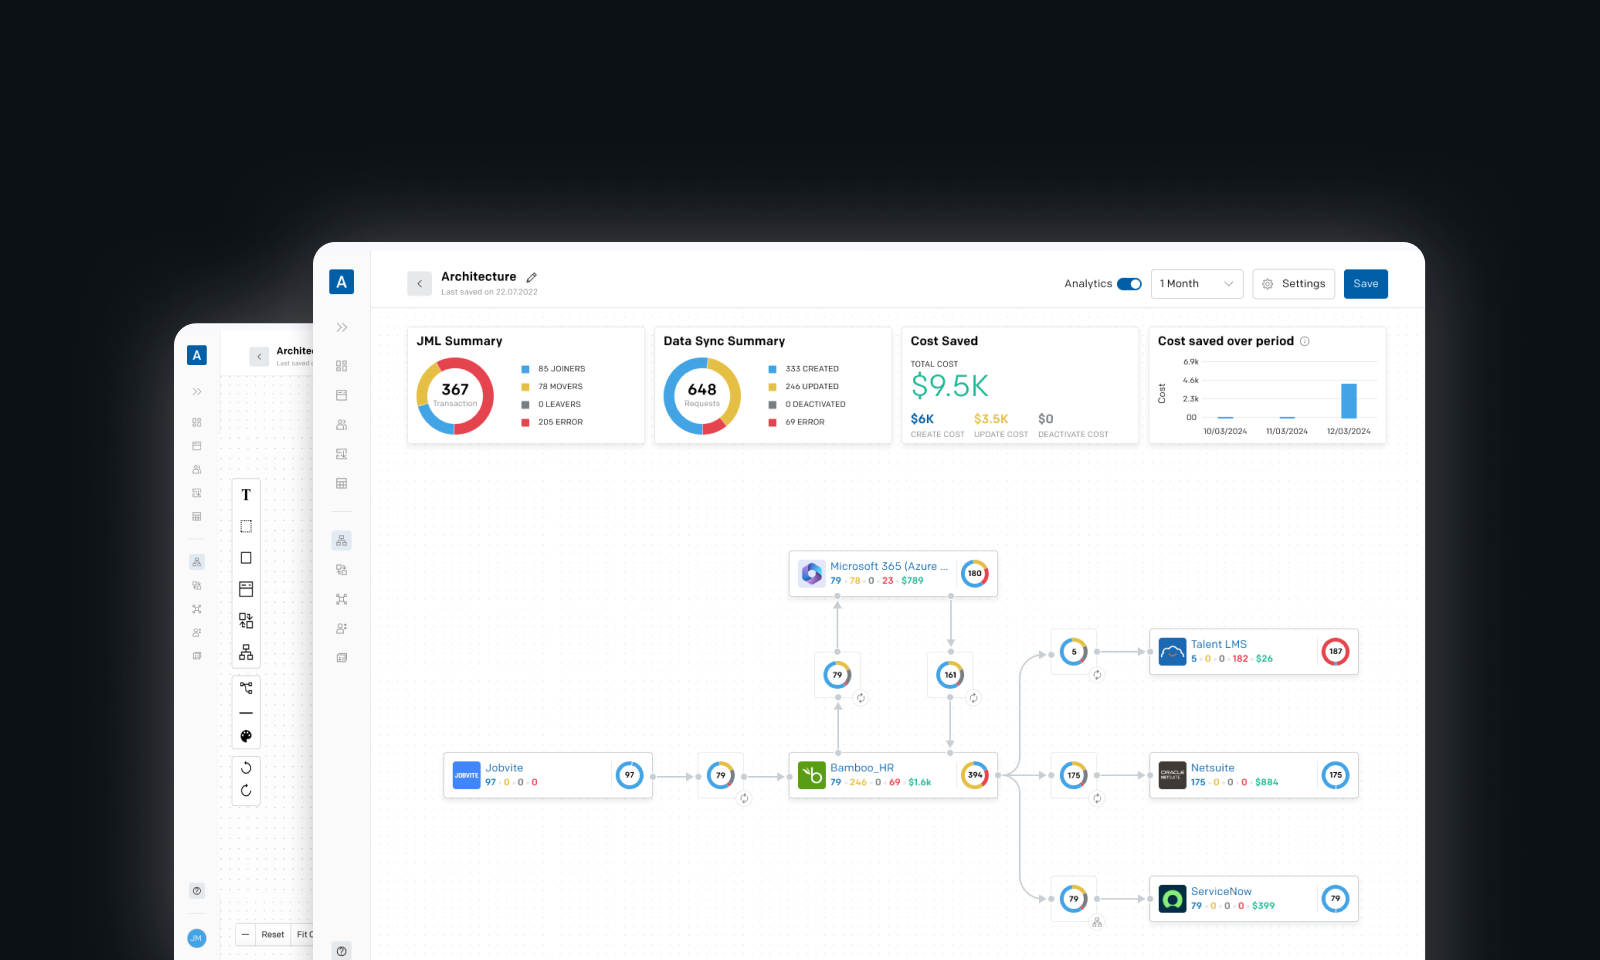 A
Architecture
Last saved on 22.07.2022
Analytics
1 Month
Settings
Save
JML Summary
367
Transaction
85 JOINERS
78 MOVERS
0 LEAVERS
205 ERROR
Data Sync Summary
648
Requests
333 CREATED
246 UPDATED
0 DEACTIVATED
69 ERROR
Cost Saved
TOTAL COST
$9.5K
$6K
CREATE COST
$3.5K
UPDATE COST
$0
DEACTIVATE COST
Cost saved over period
Cost
6.9k
4.6k
2.3k
00
10/03/2024
11/03/2024
12/03/2024
Microsoft 365 (Azure ...
79 · 78 · 0 · 23 · $789
180
79
161
Jobvite
JOBVITE
97 · 0 · 0 · 0
97
79
Bamboo_HR
79 · 246 · 0 · 69 · $1.6k
394
5
Talent LMS
5 · 0 · 0 · 182 · $26
187
175
ORACLE
NETSUITE
Netsuite
175 · 0 · 0 · 0 · $884
175
79
ServiceNow
79 · 0 · 0 · 0 · $399
79
A
Archite
Last saved
T
JM
Reset
Fit